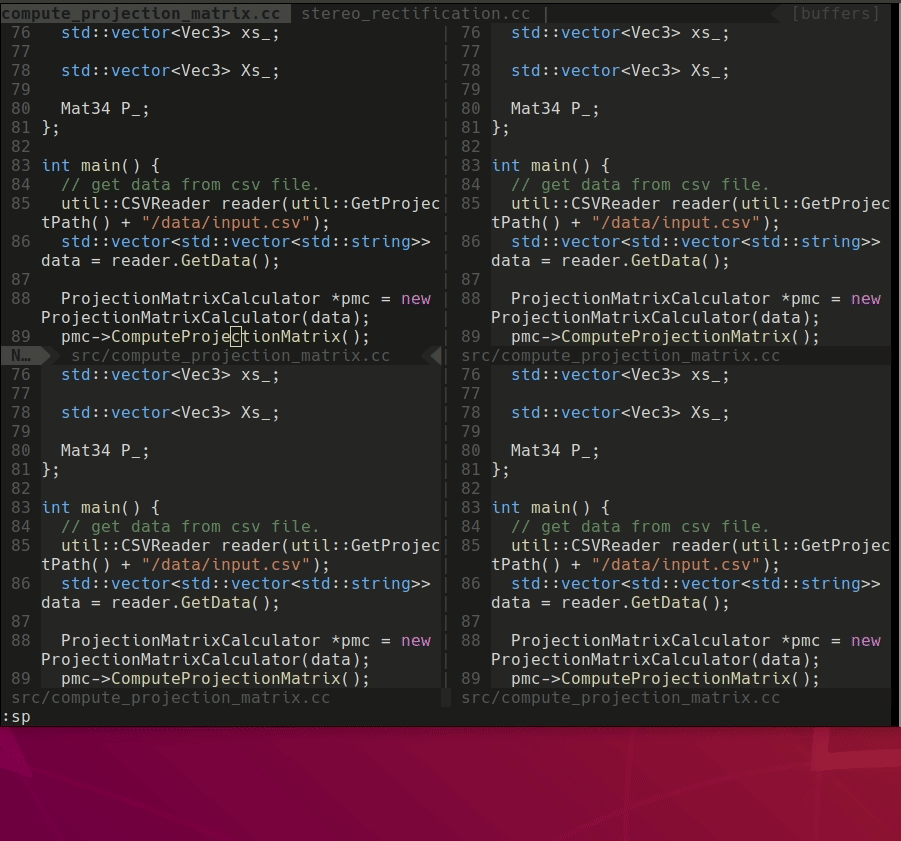 compute_projection_matrix.cc stereo_rectification.cc | [buffers]
76 std::vector<Vec3> xs_;
77
78 std::vector<Vec3> Xs_;
79
80 Mat34 P_;
81 };
82
83 int main() {
84 // get data from csv file.
85 util::CSVReader reader(util::GetProjec
tPath() + "/data/input.csv");
86 std::vector<std::vector<std::string>>
data = reader.GetData();
87
88 ProjectionMatrixCalculator *pmc = new
ProjectionMatrixCalculator(data);
89 pmc->ComputeProjectionMatrix();
N… src/compute_projection_matrix.cc
76 std::vector<Vec3> xs_;
77
78 std::vector<Vec3> Xs_;
79
80 Mat34 P_;
81 };
82
83 int main() {
84 // get data from csv file.
85 util::CSVReader reader(util::GetProjec
tPath() + "/data/input.csv");
86 std::vector<std::vector<std::string>>
data = reader.GetData();
87
88 ProjectionMatrixCalculator *pmc = new
ProjectionMatrixCalculator(data);
89 pmc->ComputeProjectionMatrix();
src/compute_projection_matrix.cc
76 std::vector<Vec3> xs_;
77
78 std::vector<Vec3> Xs_;
79
80 Mat34 P_;
81 };
82
83 int main() {
84 // get data from csv file.
85 util::CSVReader reader(util::GetProjec
tPath() + "/data/input.csv");
86 std::vector<std::vector<std::string>>
data = reader.GetData();
87
88 ProjectionMatrixCalculator *pmc = new
ProjectionMatrixCalculator(data);
89 pmc->ComputeProjectionMatrix();
src/compute_projection_matrix.cc
76 std::vector<Vec3> xs_;
77
78 std::vector<Vec3> Xs_;
79
80 Mat34 P_;
81 };
82
83 int main() {
84 // get data from csv file.
85 util::CSVReader reader(util::GetProjec
tPath() + "/data/input.csv");
86 std::vector<std::vector<std::string>>
data = reader.GetData();
87
88 ProjectionMatrixCalculator *pmc = new
ProjectionMatrixCalculator(data);
89 pmc->ComputeProjectionMatrix();
src/compute_projection_matrix.cc
:sp